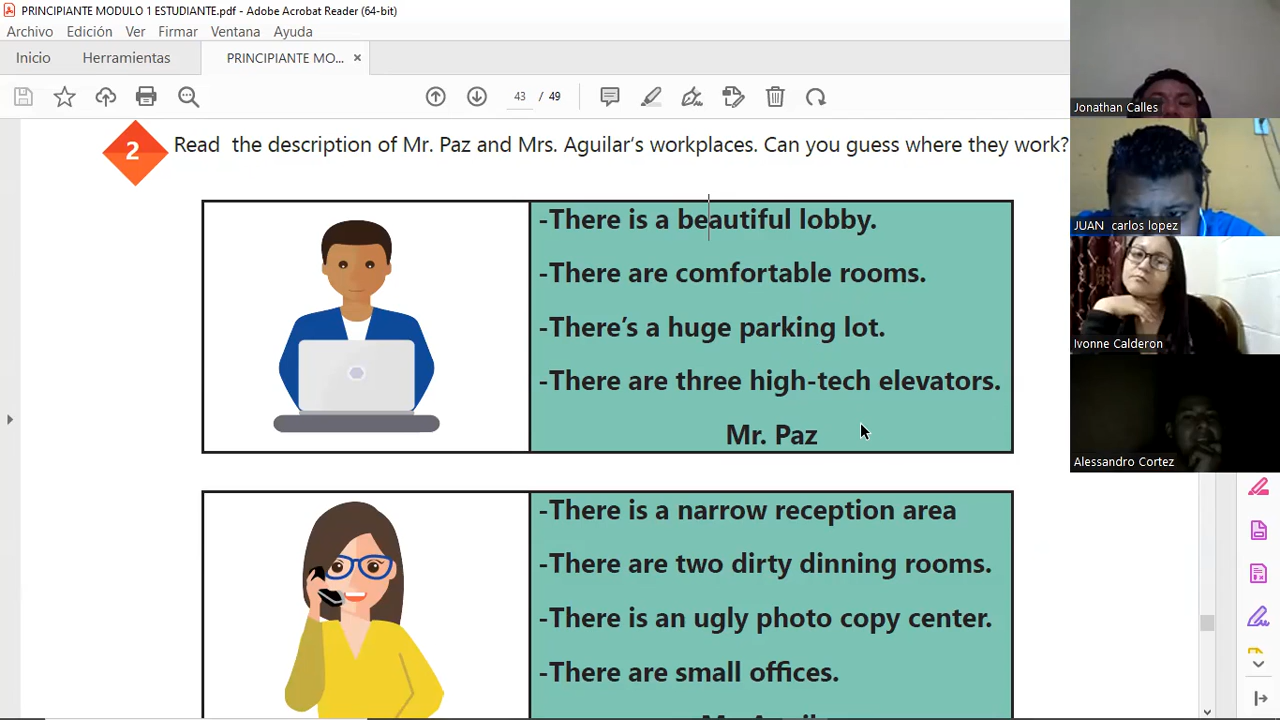 PRINCIPIANTE MODULO 1 ESTUDIANTE.pdf - Adobe Acrobat Reader (64-bit)
Archivo Edición Ver Firmar Ventana Ayuda
Inicio Herramientas PRINCIPIANTE MO... ×
43 / 49
2 Read the description of Mr. Paz and Mrs. Aguilar's workplaces. Can you guess where they work?
-There is a beautiful lobby.
-There are comfortable rooms.
-There's a huge parking lot.
-There are three high-tech elevators.
Mr. Paz
-There is a narrow reception area
-There are two dirty dinning rooms.
-There is an ugly photo copy center.
-There are small offices.
Jonathan Calles
JUAN carlos lopez
Ivonne Calderon
Alessandro Cortez